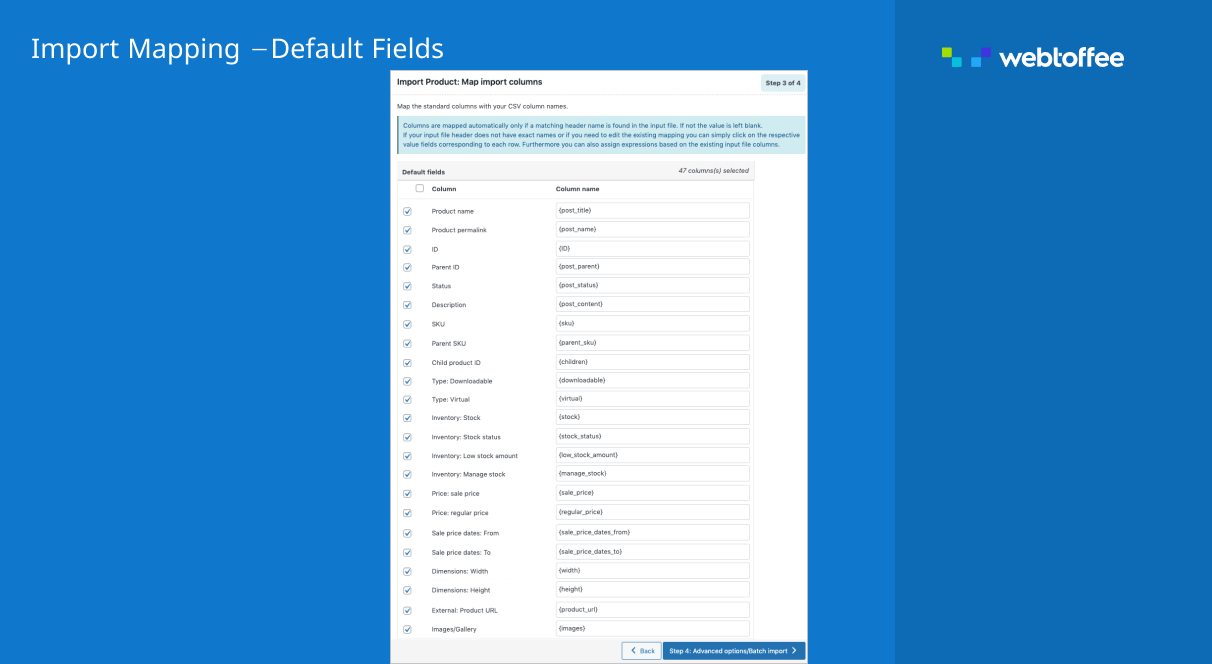 Import Mapping – Default Fields
webtoffee
Import Product: Map import columns
Step 3 of 4
Map the standard columns with your CSV column names.
Columns are mapped automatically only if a matching header name is found in the input file. If not the value is left blank.
If your input file header does not have exact names or if you need to edit the existing mapping you can simply click on the respective
value fields corresponding to each row. Furthermore you can also assign expressions based on the existing input file columns.
Default fields
47 columns(s) selected
Column Column name
Product name {post_title}
Product permalink {post_name}
ID {ID}
Parent ID {post_parent}
Status {post_status}
Description {post_content}
SKU {sku}
Parent SKU {parent_sku}
Child product ID {children}
Type: Downloadable {downloadable}
Type: Virtual {virtual}
Inventory: Stock {stock}
Inventory: Stock status {stock_status}
Inventory: Low stock amount {low_stock_amount}
Inventory: Manage stock {manage_stock}
Price: sale price {sale_price}
Price: regular price {regular_price}
Sale price dates: From {sale_price_dates_from}
Sale price dates: To {sale_price_dates_to}
Dimensions: Width {width}
Dimensions: Height {height}
External: Product URL {product_url}
Images/Gallery {images}
Back
Step 4: Advanced options/Batch import